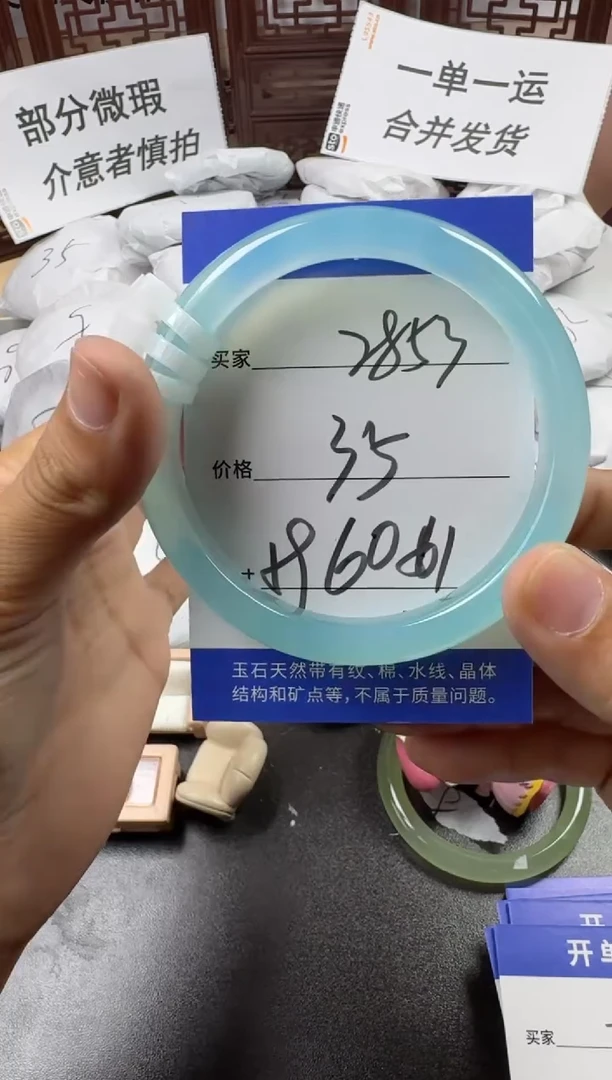 部分微瑕
介意者慎拍
一单一运
合并发货
35
买家 2853
价格 35
+
玉石天然带有纹、棉、水线、晶体
结构和矿点等，不属于质量问题。
开单
买家